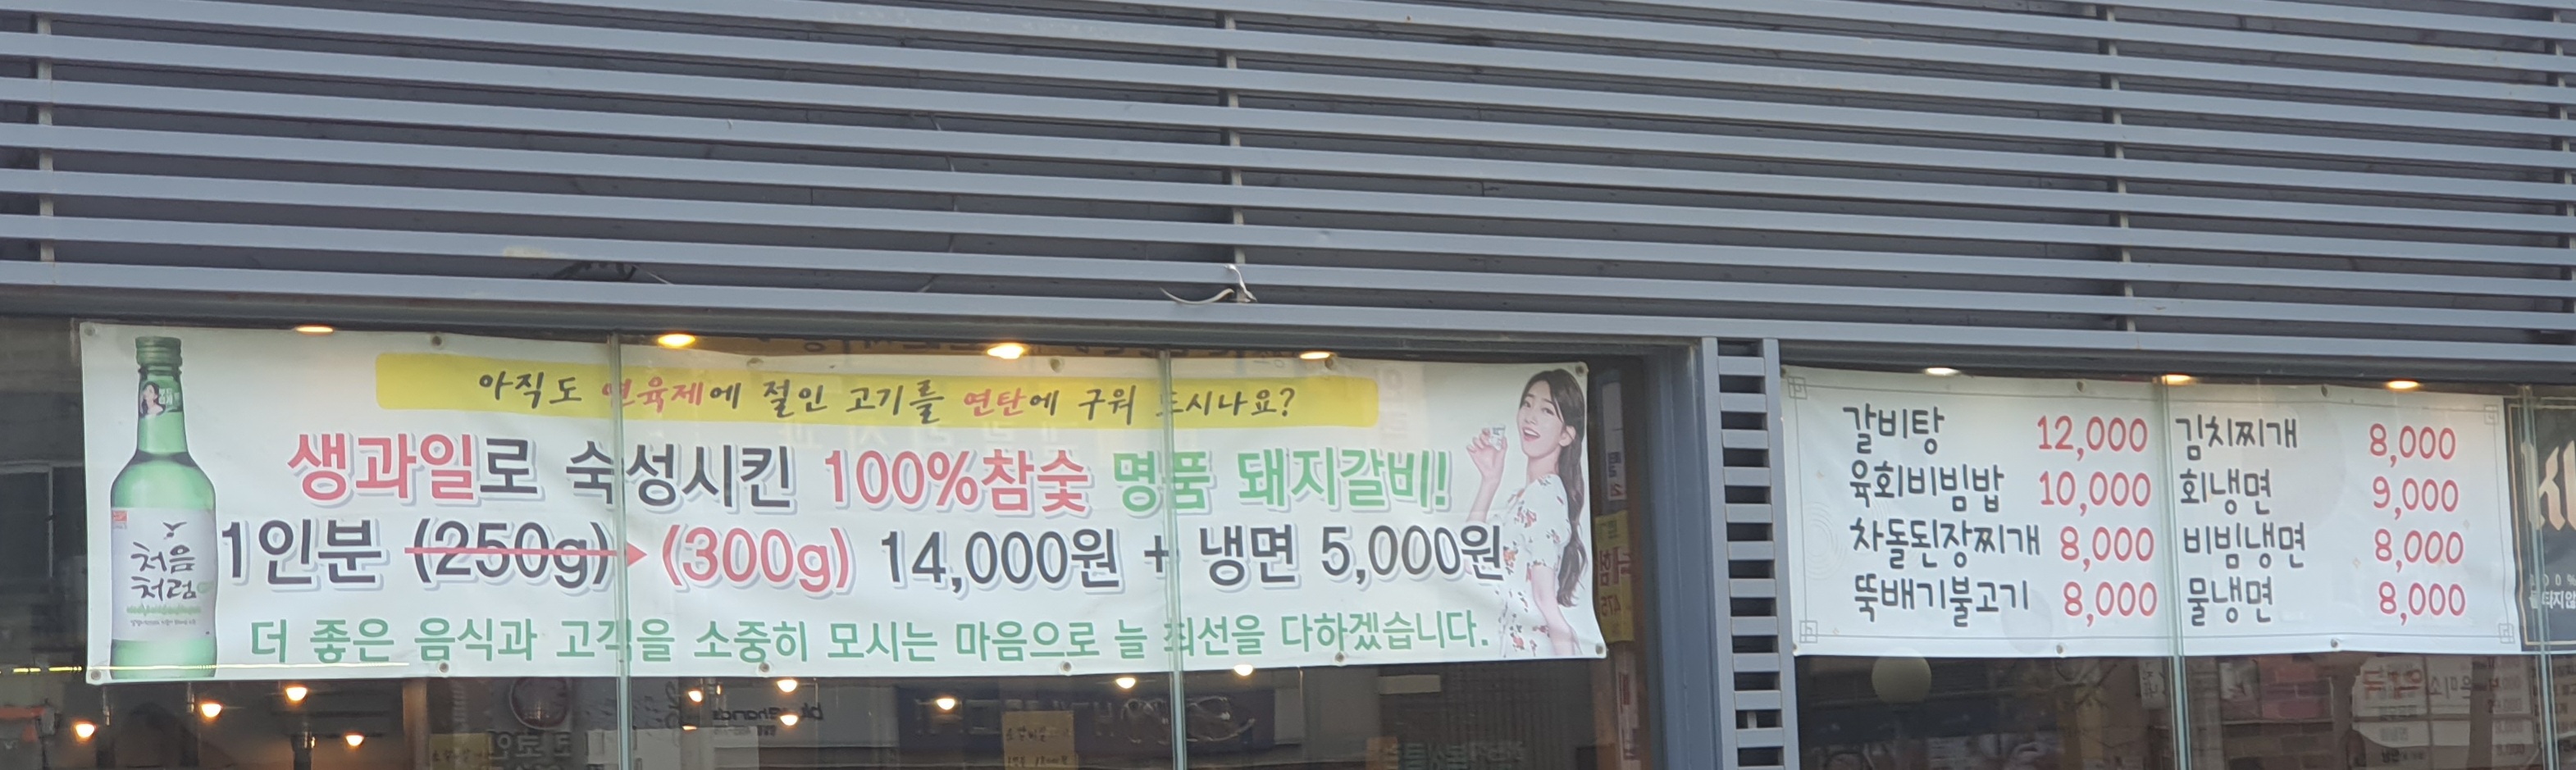 아직도 연육제에 절인 고기를 연탄에 구워 드시나요?
생과일로 숙성시킨 100%참숯 명품 돼지갈비!
1인분 (250g) (300g) 14,000원 + 냉면 5,000원
더 좋은 음식과 고객을 소중히 모시는 마음으로 늘 최선을 다하겠습니다.
처음
처럼
갈비탕 12,000 김치찌개 8,000
육회비빔밥 10,000 회냉면 9,000
차돌된장찌개 8,000 비빔냉면 8,000
뚝배기불고기 8,000 물냉면 8,000